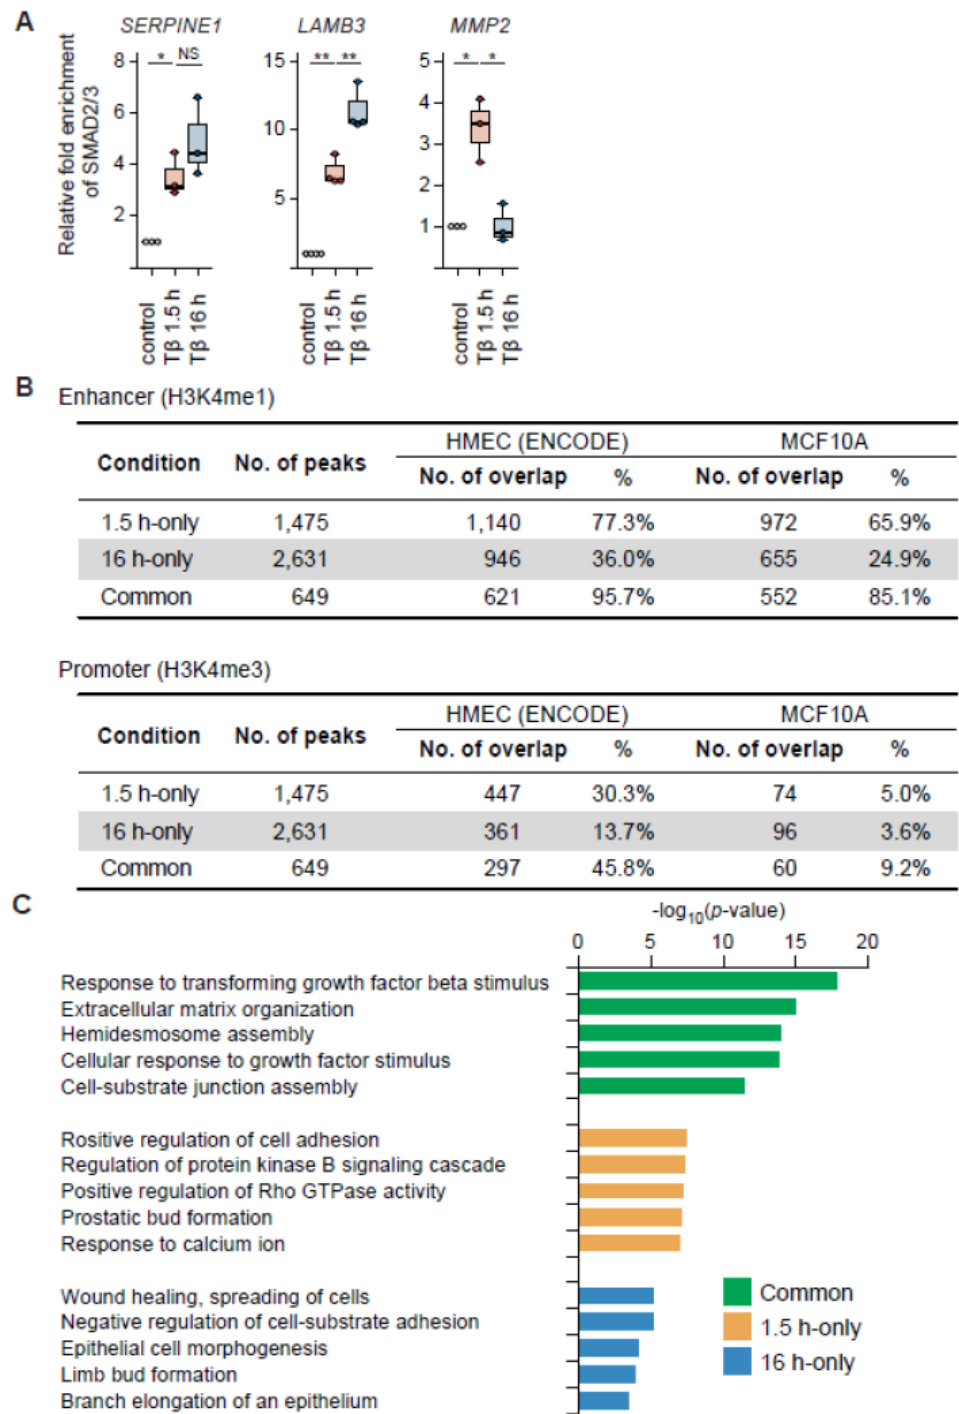 A
SERPINE1 LAMB3 MMP2
Relative fold enrichment
of SMAD2/3
8 * NS
6
4
2
15 ** **
10
5
5 * *
4
3
2
1
control Tβ 1.5 h Tβ 16 h
control Tβ 1.5 h Tβ 16 h
control Tβ 1.5 h Tβ 16 h
B
Enhancer (H3K4me1)
HMEC (ENCODE) MCF10A
Condition No. of peaks No. of overlap % No. of overlap %
1.5 h-only 1,475 1,140 77.3% 972 65.9%
16 h-only 2,631 946 36.0% 655 24.9%
Common 649 621 95.7% 552 85.1%
Promoter (H3K4me3)
HMEC (ENCODE) MCF10A
Condition No. of peaks No. of overlap % No. of overlap %
1.5 h-only 1,475 447 30.3% 74 5.0%
16 h-only 2,631 361 13.7% 96 3.6%
Common 649 297 45.8% 60 9.2%
C
-log10(p-value)
0 5 10 15 20
Response to transforming growth factor beta stimulus
Extracellular matrix organization
Hemidesmosome assembly
Cellular response to growth factor stimulus
Cell-substrate junction assembly
Rositive regulation of cell adhesion
Regulation of protein kinase B signaling cascade
Positive regulation of Rho GTPase activity
Prostatic bud formation
Response to calcium ion
Wound healing, spreading of cells
Negative regulation of cell-substrate adhesion
Epithelial cell morphogenesis
Limb bud formation
Branch elongation of an epithelium
Common
1.5 h-only
16 h-only